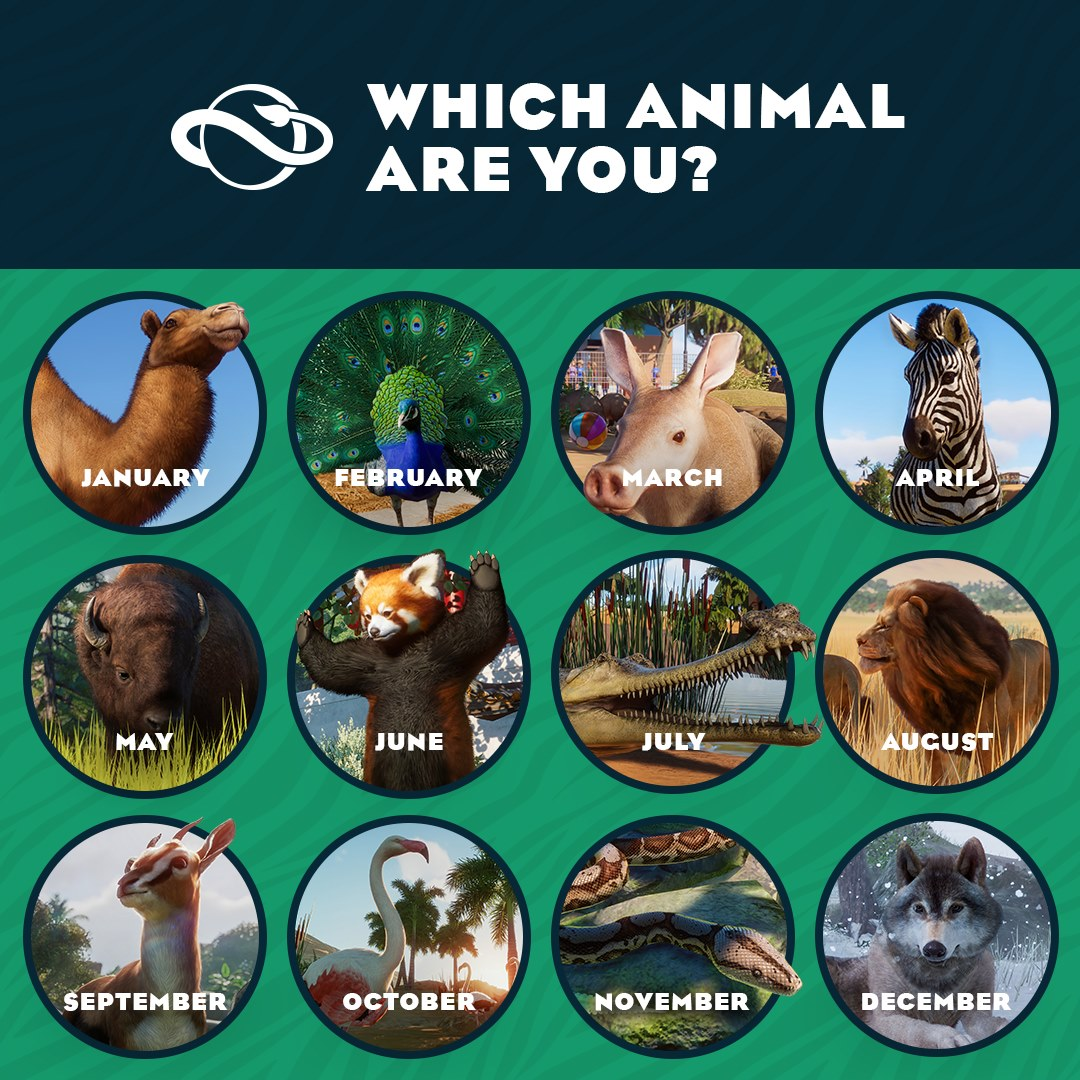 WHICH ANIMAL
ARE YOU?
JANUARY
FEBRUARY
MARCH
APRIL
MAY
JUNE
JULY
AUGUST
SEPTEMBER
OCTOBER
NOVEMBER
DECEMBER